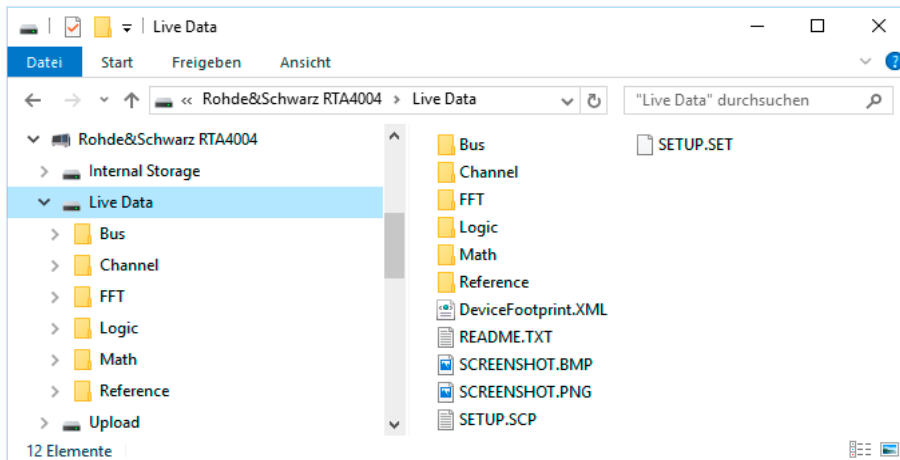 Live Data
Datei Start Freigeben Ansicht ?
« Rohde&Schwarz RTA4004 > Live Data "Live Data" durchsuchen
Rohde&Schwarz RTA4004
Internal Storage
Live Data
Bus
Channel
FFT
Logic
Math
Reference
Upload
Bus
Channel
FFT
Logic
Math
Reference
DeviceFootprint.XML
README.TXT
SCREENSHOT.BMP
SCREENSHOT.PNG
SETUP.SCP
SETUP.SET
12 Elemente